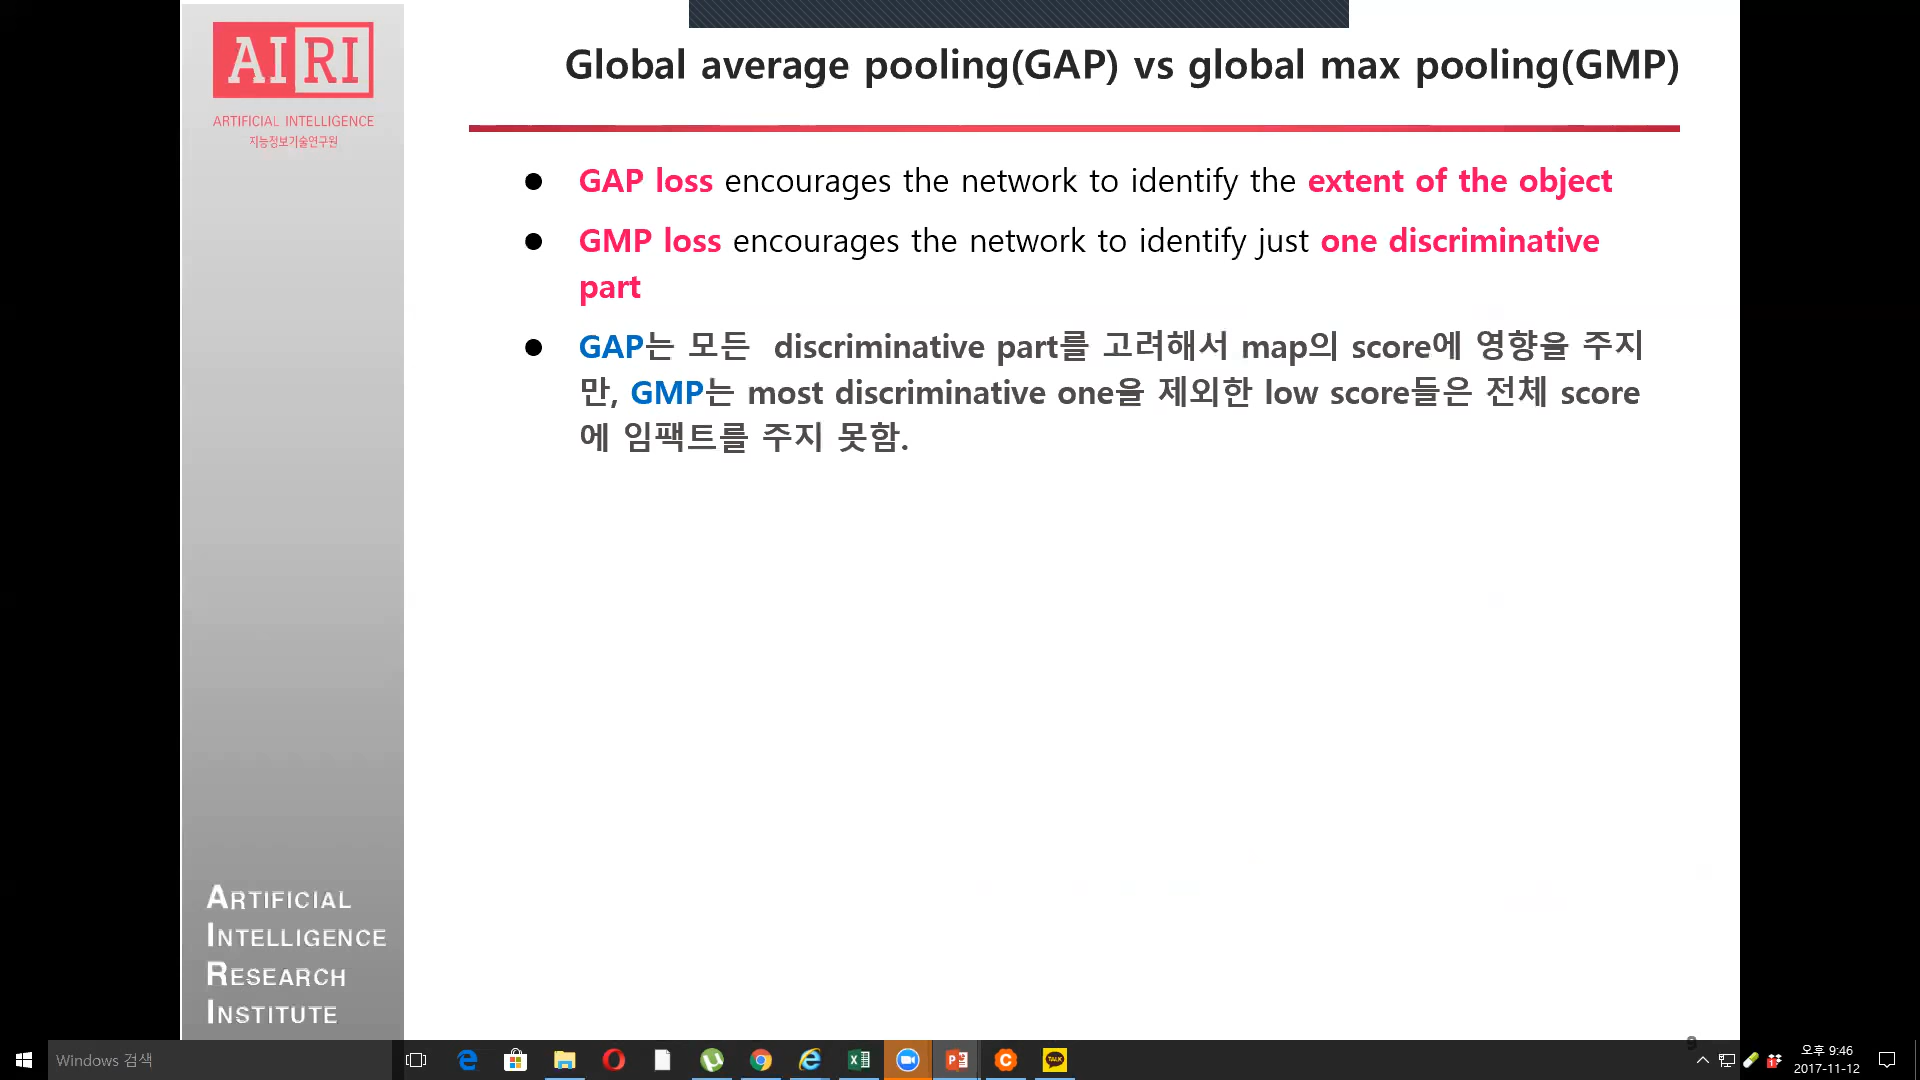 AIRI
ARTIFICIAL INTELLIGENCE
지능정보기술연구원
Global average pooling(GAP) vs global max pooling(GMP)
● GAP loss encourages the network to identify the extent of the object
● GMP loss encourages the network to identify just one discriminative
part
● GAP는 모든 discriminative part를 고려해서 map의 score에 영향을 주지
만, GMP는 most discriminative one을 제외한 low score들은 전체 score
에 임팩트를 주지 못함.
ARTIFICIAL
INTELLIGENCE
RESEARCH
INSTITUTE
9
Windows 검색
TALK
오후 9:46
2017-11-12